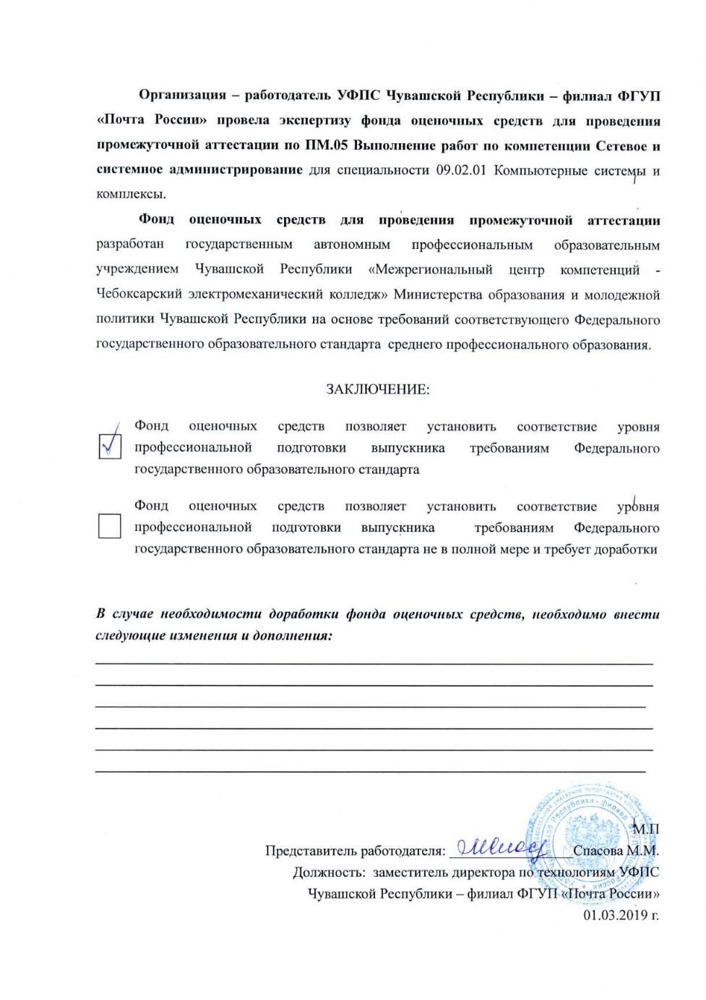 Организация – работодатель УФПС Чувашской Республики – филиал ФГУП
«Почта России» провела экспертизу фонда оценочных средств для проведения
промежуточной аттестации по ПМ.05 Выполнение работ по компетенции Сетевое и
системное администрирование для специальности 09.02.01 Компьютерные системы и
комплексы.
Фонд оценочных средств для проведения промежуточной аттестации
разработан государственным автономным профессиональным образовательным
учреждением Чувашской Республики «Межрегиональный центр компетенций -
Чебоксарский электромеханический колледж» Министерства образования и молодежной
политики Чувашской Республики на основе требований соответствующего Федерального
государственного образовательного стандарта среднего профессионального образования.
ЗАКЛЮЧЕНИЕ:
Фонд оценочных средств позволяет установить соответствие уровня
профессиональной подготовки выпускника требованиям Федерального
государственного образовательного стандарта
Фонд оценочных средств позволяет установить соответствие уровня
профессиональной подготовки выпускника требованиям Федерального
государственного образовательного стандарта не в полной мере и требует доработки
В случае необходимости доработки фонда оценочных средств, необходимо внести
следующие изменения и дополнения:
М.П
Представитель работодателя: Спасова М.М.
Должность: заместитель директора по технологиям УФПС
Чувашской Республики – филиал ФГУП «Почта России»
01.03.2019 г.